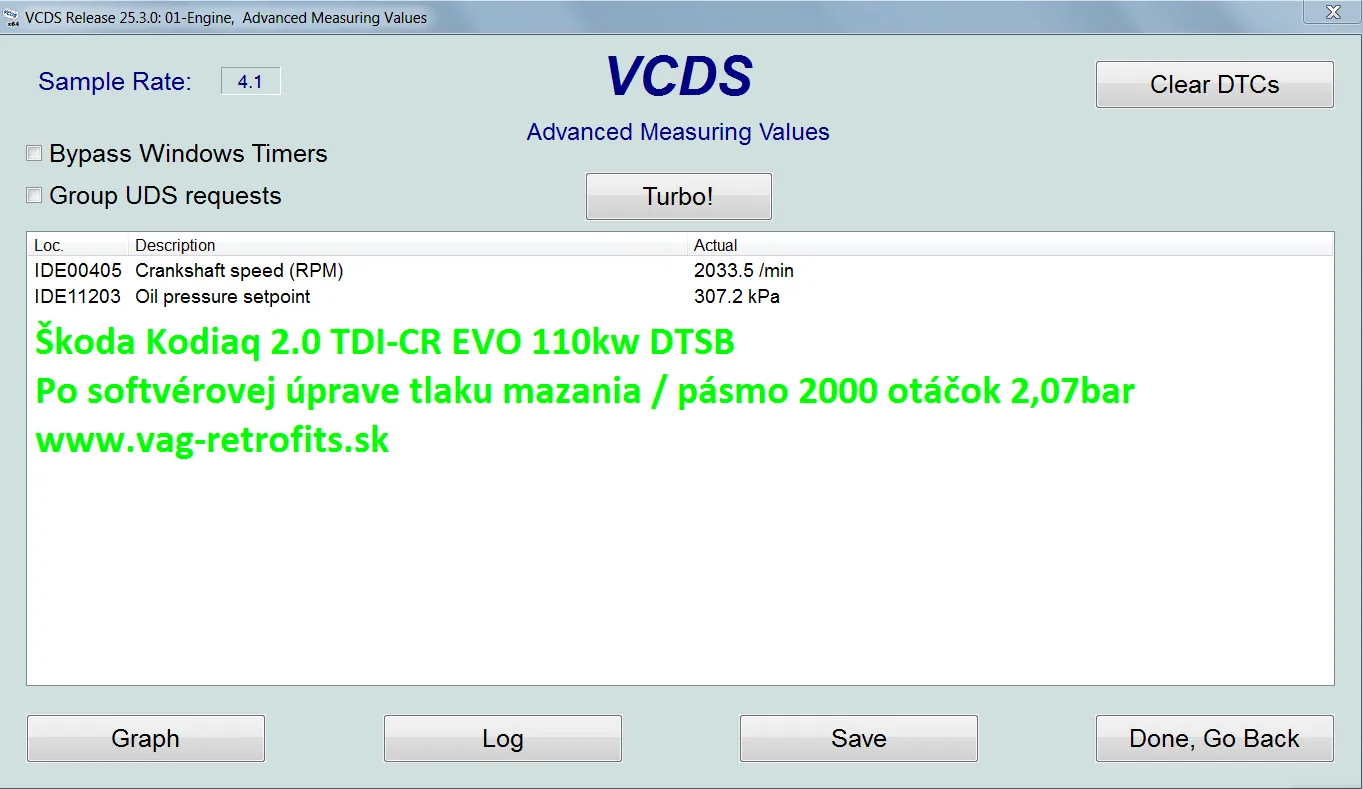 VCDS Release 25.3.0: 01-Engine, Advanced Measuring Values
Sample Rate: 4.1
VCDS
Clear DTCs
Advanced Measuring Values
Bypass Windows Timers
Group UDS requests
Turbo!
Loc. Description Actual
IDE00405 Crankshaft speed (RPM) 2033.5 /min
IDE11203 Oil pressure setpoint 307.2 kPa
Škoda Kodiaq 2.0 TDI-CR EVO 110kw DTSB
Po softvérovej úprave tlaku mazania / pásmo 2000 otáčok 2,07bar
www.vag-retrofits.sk
Graph Log Save Done, Go Back